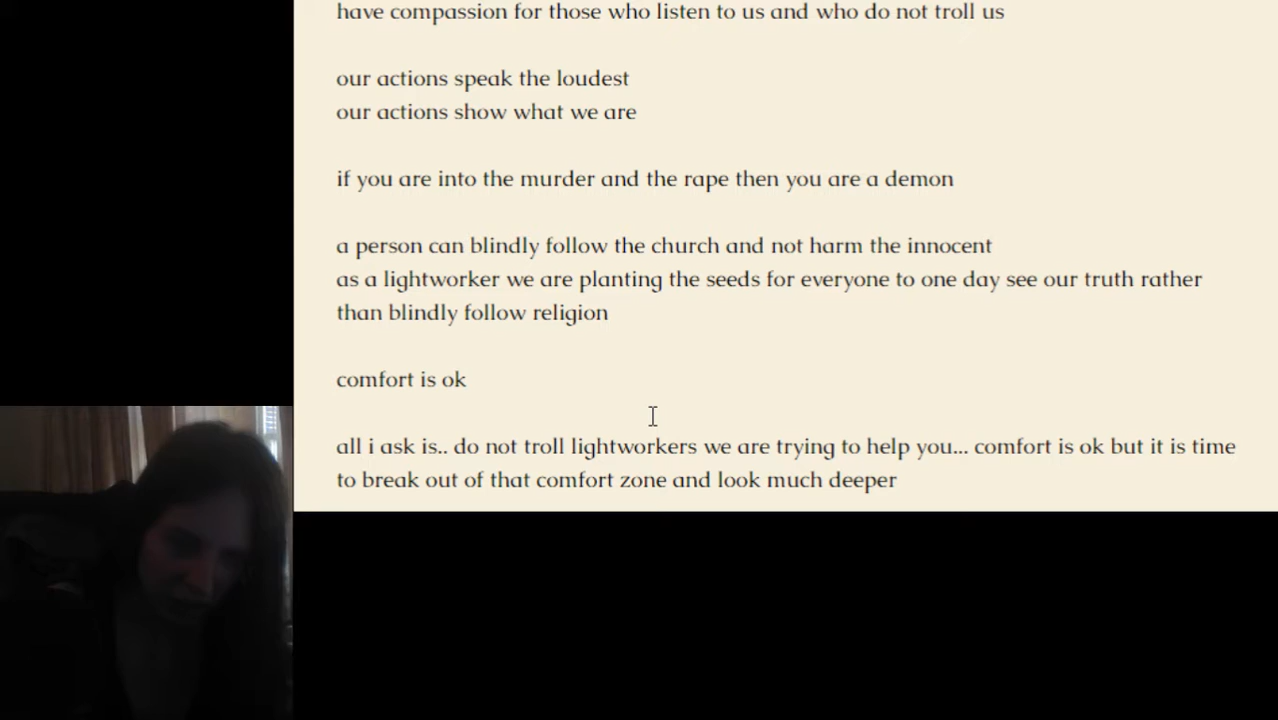 have compassion for those who listen to us and who do not troll us
our actions speak the loudest
our actions show what we are
if you are into the murder and the rape then you are a demon
a person can blindly follow the church and not harm the innocent
as a lightworker we are planting the seeds for everyone to one day see our truth rather
than blindly follow religion
comfort is ok
all i ask is.. do not troll lightworkers we are trying to help you... comfort is ok but it is time
to break out of that comfort zone and look much deeper